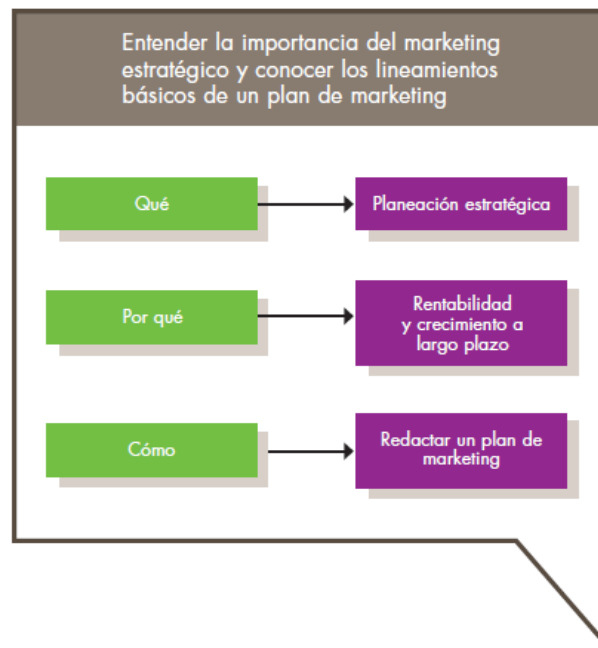 Entender la importancia del marketing
estratégico y conocer los lineamientos
básicos de un plan de marketing
Qué
Planeación estratégica
Por qué
Rentabilidad
y crecimiento a
largo plazo
Cómo
Redactar un plan de
marketing